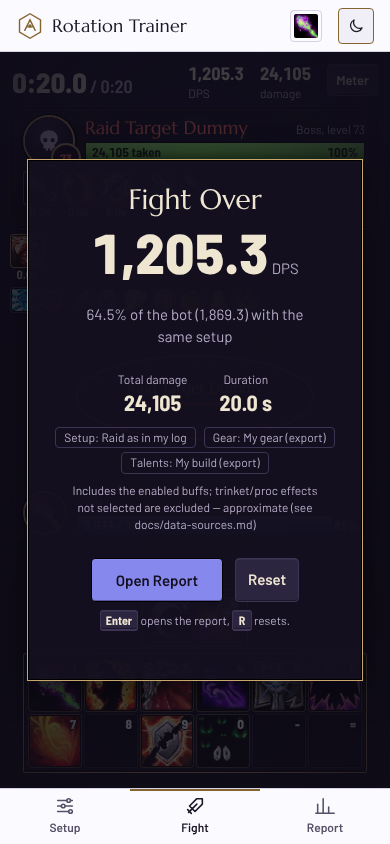 Rotation Trainer
0:20.0 / 0:20
1,205.3
DPS
24,105
damage
Meter
Raid Target Dummy
Boss, level 73
24,105 taken
100%
Fight Over
1,205.3 DPS
64.5% of the bot (1,869.3) with the
same setup
Total damage
24,105
Duration
20.0 s
Setup: Raid as in my log
Gear: My gear (export)
Talents: My build (export)
Includes the enabled buffs; trinket/proc effects
not selected are excluded — approximate (see
docs/data-sources.md)
Open Report
Reset
Enter opens the report, R resets.
7
8
9
0
-
=
Setup
Fight
Report